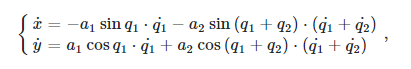 ẋ = −a₁ sin q₁ · q̇₁ − a₂ sin (q₁ + q₂) · (q̇₁ + q̇₂)
ẏ = a₁ cos q₁ · q̇₁ + a₂ cos (q₁ + q₂) · (q̇₁ + q̇₂) ,